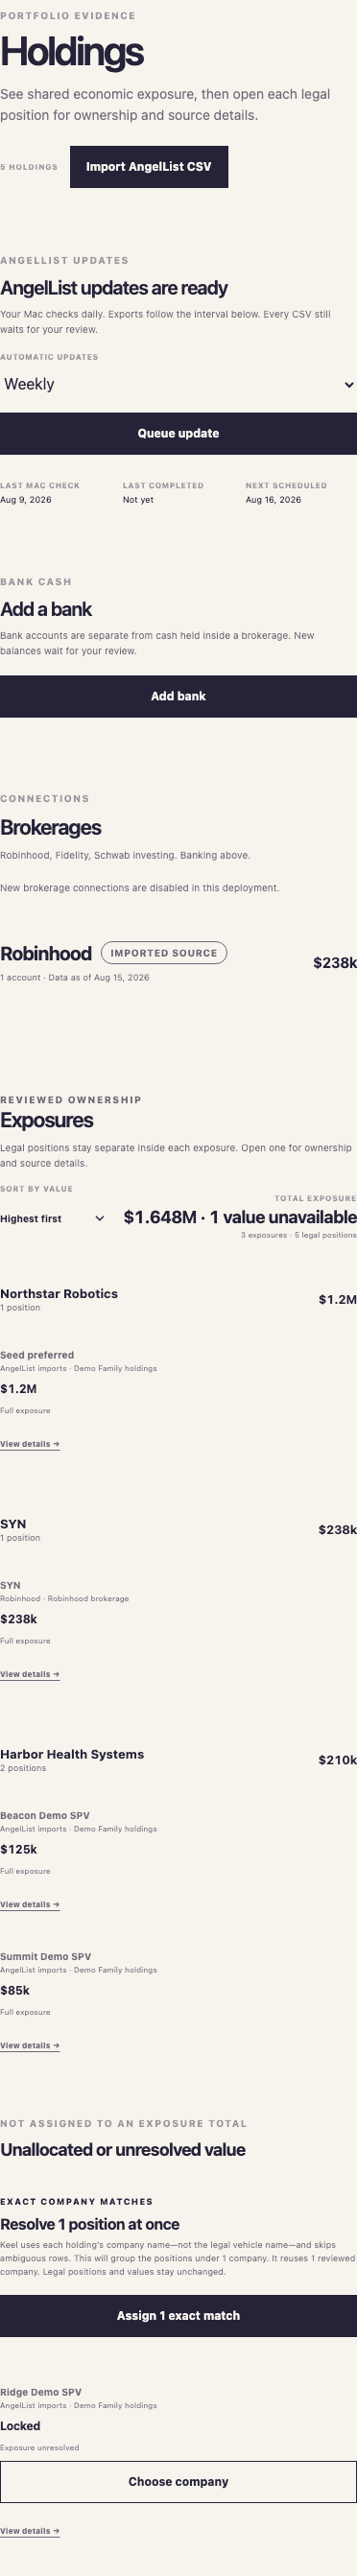 PORTFOLIO EVIDENCE
Holdings
See shared economic exposure, then open each legal
position for ownership and source details.
5 HOLDINGS
Import AngelList CSV
ANGELLIST UPDATES
AngelList updates are ready
Your Mac checks daily. Exports follow the interval below. Every CSV still
waits for your review.
AUTOMATIC UPDATES
Weekly
Queue update
LAST MAC CHECK
Aug 9, 2026
LAST COMPLETED
Not yet
NEXT SCHEDULED
Aug 16, 2026
BANK CASH
Add a bank
Bank accounts are separate from cash held inside a brokerage. New
balances wait for your review.
Add bank
CONNECTIONS
Brokerages
Robinhood, Fidelity, Schwab investing. Banking above.
New brokerage connections are disabled in this deployment.
Robinhood
IMPORTED SOURCE
1 account · Data as of Aug 15, 2026
$238k
REVIEWED OWNERSHIP
Exposures
Legal positions stay separate inside each exposure. Open one for ownership
and source details.
SORT BY VALUE
Highest first
TOTAL EXPOSURE
$1.648M · 1 value unavailable
3 exposures · 5 legal positions
Northstar Robotics
1 position
$1.2M
Seed preferred
AngelList imports · Demo Family holdings
$1.2M
Full exposure
View details →
SYN
1 position
$238k
SYN
Robinhood · Robinhood brokerage
$238k
Full exposure
View details →
Harbor Health Systems
2 positions
$210k
Beacon Demo SPV
AngelList imports · Demo Family holdings
$125k
Full exposure
View details →
Summit Demo SPV
AngelList imports · Demo Family holdings
$85k
Full exposure
View details →
NOT ASSIGNED TO AN EXPOSURE TOTAL
Unallocated or unresolved value
EXACT COMPANY MATCHES
Resolve 1 position at once
Keel uses each holding's company name—not the legal vehicle name—and skips
ambiguous rows. This will group the positions under 1 company. It reuses 1 reviewed
company. Legal positions and values stay unchanged.
Assign 1 exact match
Ridge Demo SPV
AngelList imports · Demo Family holdings
Locked
Exposure unresolved
Choose company
View details →